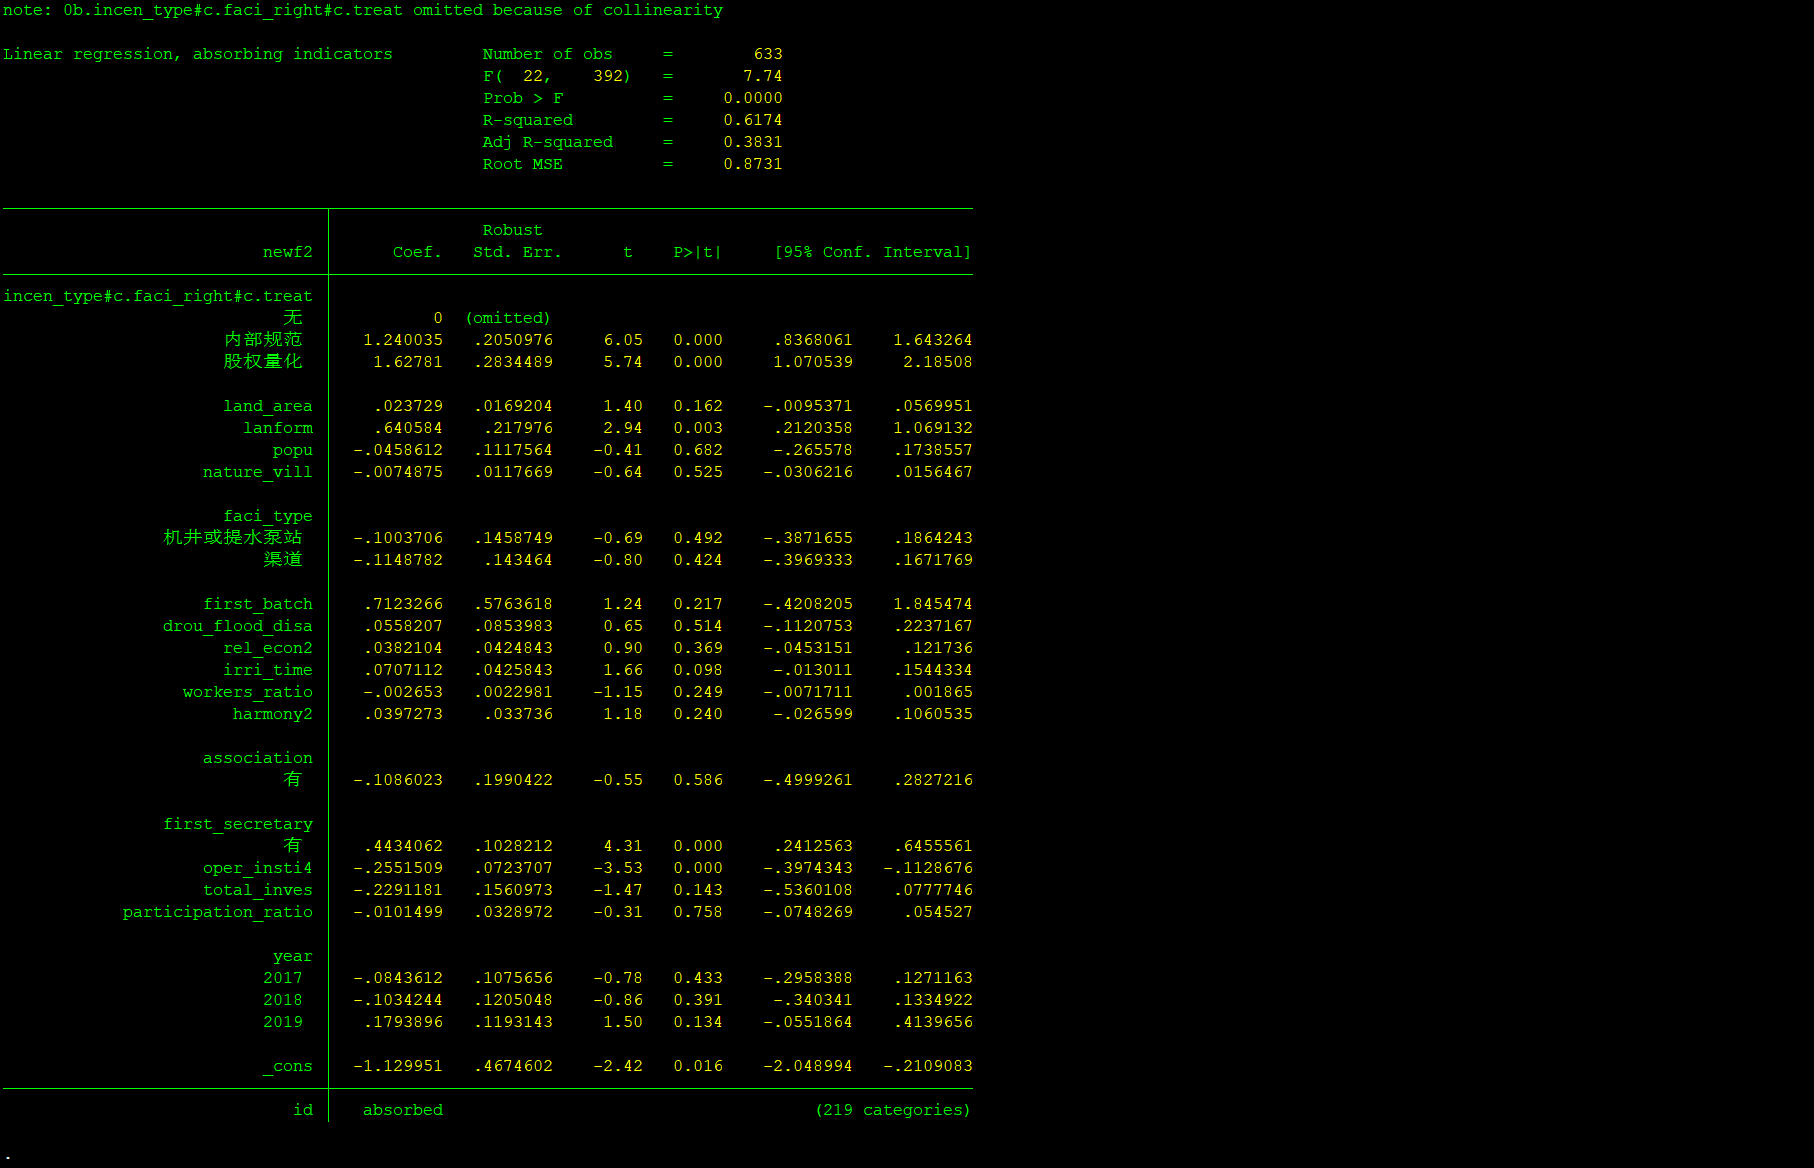 note: 0b.incen_type#c.faci_right#c.treat omitted because of collinearity
Linear regression, absorbing indicators Number of obs = 633
F( 22, 392) = 7.74
Prob > F = 0.0000
R-squared = 0.6174
Adj R-squared = 0.3831
Root MSE = 0.8731
Robust
newf2 Coef. Std. Err. t P>|t| [95% Conf. Interval]
incen_type#c.faci_right#c.treat
无 0 (omitted)
内部规范 1.240035 .2050976 6.05 0.000 .8368061 1.643264
股权量化 1.62781 .2834489 5.74 0.000 1.070539 2.18508
land_area .023729 .0169204 1.40 0.162 -.0095371 .0569951
lanform .640584 .217976 2.94 0.003 .2120358 1.069132
popu -.0458612 .1117564 -0.41 0.682 -.265578 .1738557
nature_vill -.0074875 .0117669 -0.64 0.525 -.0306216 .0156467
faci_type
机井或提水泵站 -.1003706 .1458749 -0.69 0.492 -.3871655 .1864243
渠道 -.1148782 .143464 -0.80 0.424 -.3969333 .1671769
first_batch .7123266 .5763618 1.24 0.217 -.4208205 1.845474
drou_flood_disa .0558207 .0853983 0.65 0.514 -.1120753 .2237167
rel_econ2 .0382104 .0424843 0.90 0.369 -.0453151 .121736
irri_time .0707112 .0425843 1.66 0.098 -.013011 .1544334
workers_ratio -.002653 .0022981 -1.15 0.249 -.0071711 .001865
harmony2 .0397273 .033736 1.18 0.240 -.026599 .1060535
association
有 -.1086023 .1990422 -0.55 0.586 -.4999261 .2827216
first_secretary
有 .4434062 .1028212 4.31 0.000 .2412563 .6455561
oper_insti4 -.2551509 .0723707 -3.53 0.000 -.3974343 -.1128676
total_inves -.2291181 .1560973 -1.47 0.143 -.5360108 .0777746
participation_ratio -.0101499 .0328972 -0.31 0.758 -.0748269 .054527
year
2017 -.0843612 .1075656 -0.78 0.433 -.2958388 .1271163
2018 -.1034244 .1205048 -0.86 0.391 -.340341 .1334922
2019 .1793896 .1193143 1.50 0.134 -.0551864 .4139656
_cons -1.129951 .4674602 -2.42 0.016 -2.048994 -.2109083
id absorbed (219 categories)
.